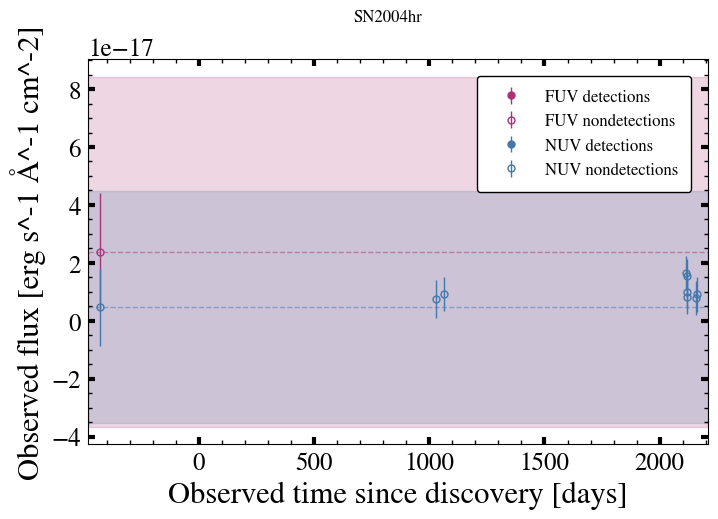 SN2004hr
1e−17
8
6
4
2
0
−2
−4
Observed flux [erg s^-1 Å^-1 cm^-2]
FUV detections
FUV nondetections
NUV detections
NUV nondetections
0 500 1000 1500 2000
Observed time since discovery [days]